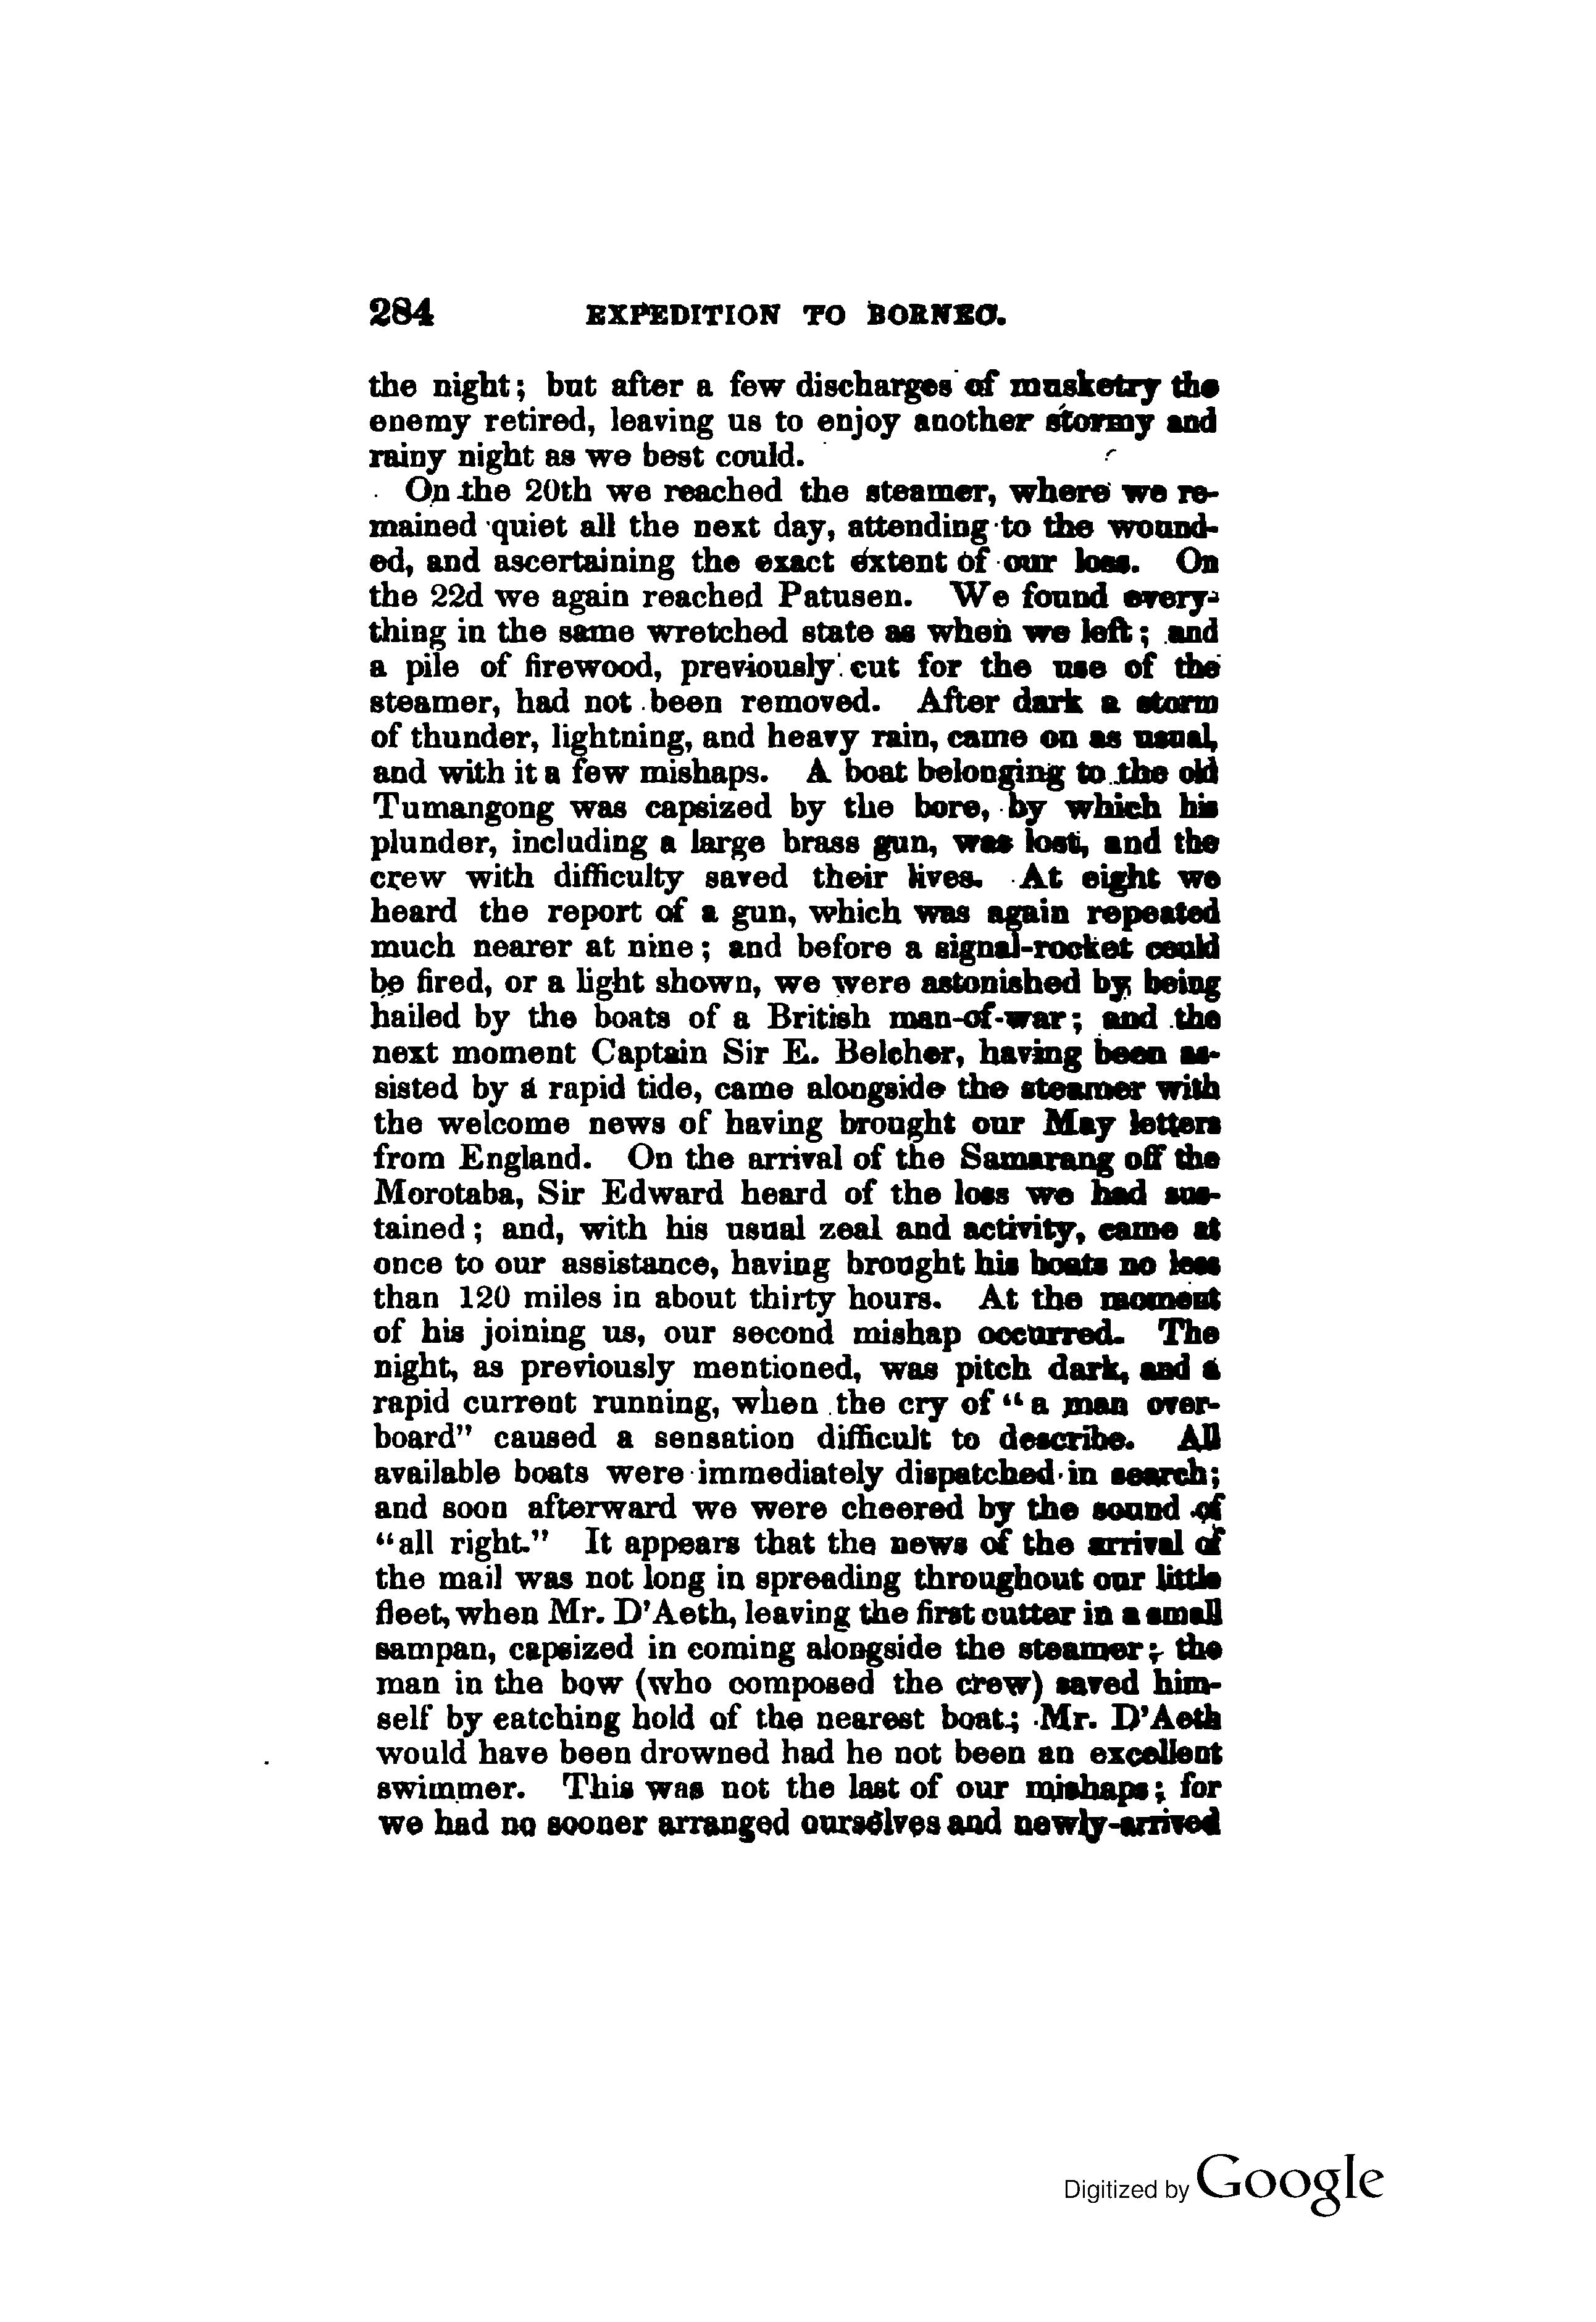 284 EXPEDITION TO BORNEO.
the night; but after a few discharges of musketry the
enemy retired, leaving us to enjoy another stormy and
rainy night as we best could.
On the 20th we reached the steamer, where we re-
mained quiet all the next day, attending to the wound-
ed, and ascertaining the exact extent of our loss. On
the 22d we again reached Patusen. We found every-
thing in the same wretched state as when we left; and
a pile of firewood, previously cut for the use of the
steamer, had not been removed. After dark a storm
of thunder, lightning, and heavy rain, came on as usual,
and with it a few mishaps. A boat belonging to the old
Tumangong was capsized by the bore, by which his
plunder, including a large brass gun, was lost, and the
crew with difficulty saved their lives. At eight we
heard the report of a gun, which was again repeated
much nearer at nine; and before a signal-rocket could
be fired, or a light shown, we were astonished by being
hailed by the boats of a British man-of-war; and the
next moment Captain Sir E. Belcher, having been as-
sisted by a rapid tide, came alongside the steamer with
the welcome news of having brought our May letters
from England. On the arrival of the Samarang off the
Morotaba, Sir Edward heard of the loss we had sus-
tained; and, with his usual zeal and activity, came at
once to our assistance, having brought his boats no less
than 120 miles in about thirty hours. At the moment
of his joining us, our second mishap occurred. The
night, as previously mentioned, was pitch dark, and a
rapid current running, when the cry of "a man over-
board" caused a sensation difficult to describe. All
available boats were immediately dispatched in search;
and soon afterward we were cheered by the sound of
"all right." It appears that the news of the arrival of
the mail was not long in spreading throughout our little
fleet, when Mr. D'Aeth, leaving the first cutter in a small
sampan, capsized in coming alongside the steamer; the
man in the bow (who composed the crew) saved him-
self by catching hold of the nearest boat; Mr. D'Aeth
would have been drowned had he not been an excellent
swimmer. This was not the last of our mishaps; for
we had no sooner arranged ourselves and newly-arrived
Digitized by Google